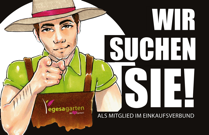 WIR
SUCHEN
SIE!
ALS MITGLIED IM EINKAUFSVERBUND
egesagarten